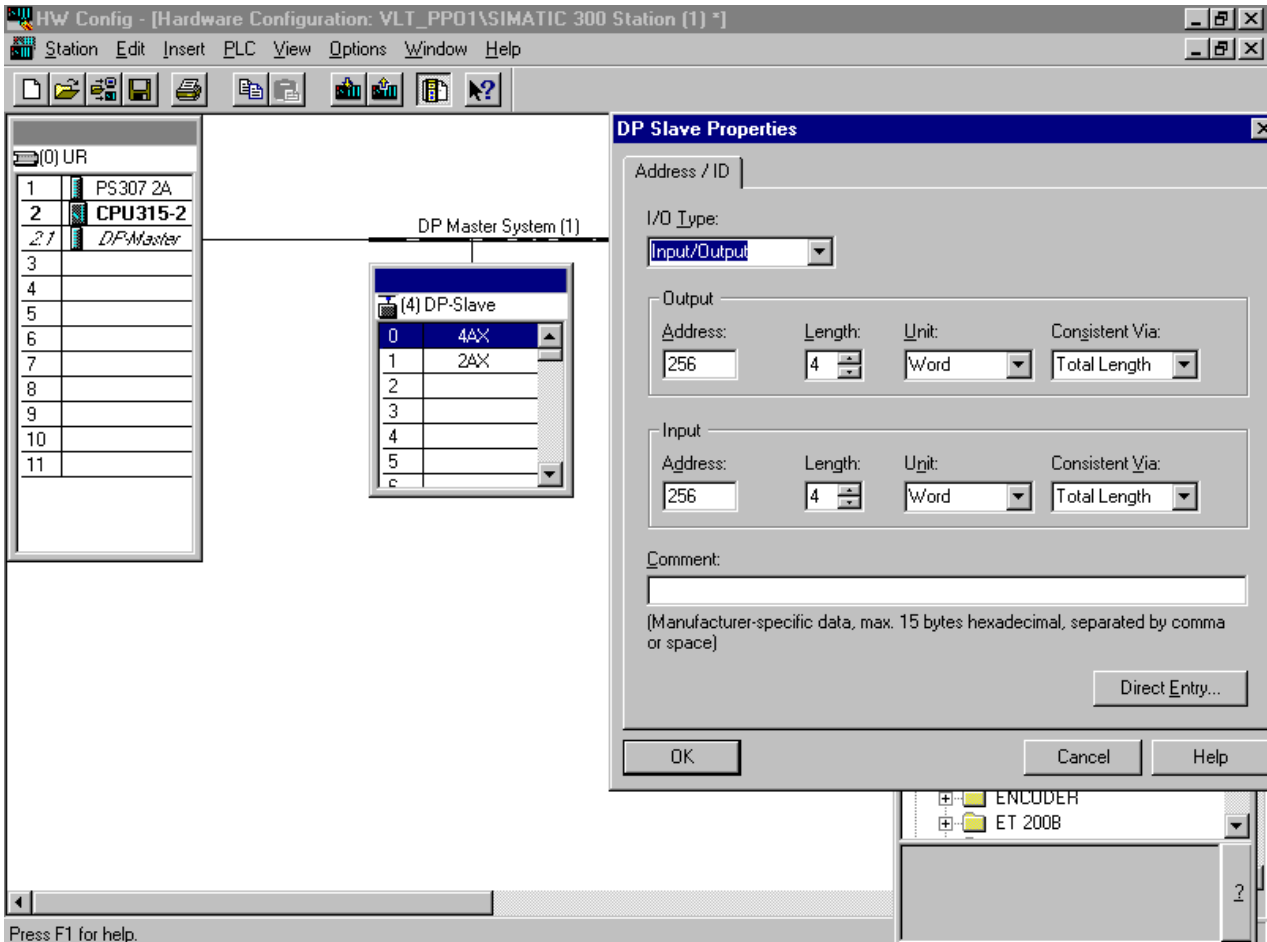 HW Config - [Hardware Configuration: VLT_PPO1\SIMATIC 300 Station (1) *]
Station Edit Insert PLC View Options Window Help
(0) UR
1 PS307 2A
2 CPU315-2
2.1 DP-Master
3
4
5
6
7
8
9
10
11
DP Master System (1)
(4) DP-Slave
0 4AX
1 2AX
2
3
4
5
DP Slave Properties
Address / ID
I/O Type:
Input/Output
Output
Address: Length: Unit: Consistent Via:
256 4 Word Total Length
Input
Address: Length: Unit: Consistent Via:
256 4 Word Total Length
Comment:
(Manufacturer-specific data, max. 15 bytes hexadecimal, separated by comma
or space)
Direct Entry...
OK Cancel Help
ENCODER
ET 200B
?
Press F1 for help.